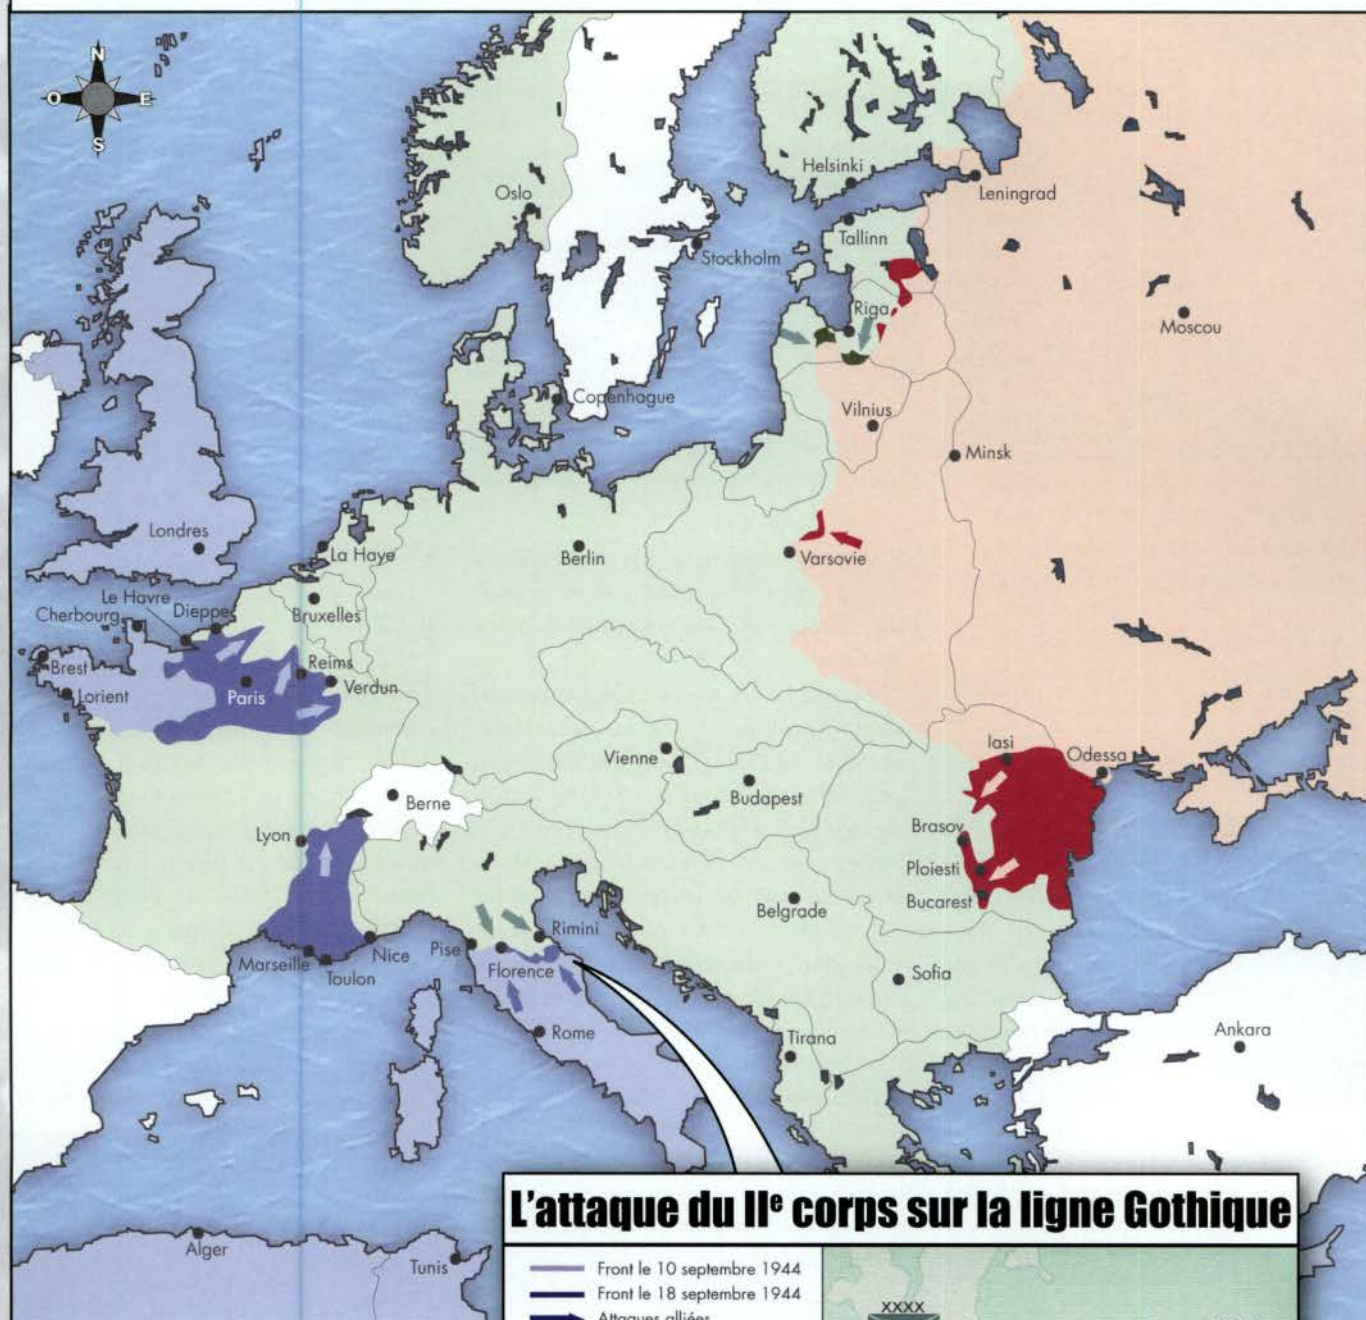 N
O
E
S
Helsinki
Leningrad
Oslo
Tallinn
Stockholm
Riga
Moscou
Copenhague
Vilnius
Minsk
Londres
La Haye
Berlin
Varsovie
Le Havre
Cherbourg
Dieppe
Bruxelles
Brest
Reims
Lorient
Paris
Verdun
Iasi
Odessa
Vienne
Budapest
Berne
Lyon
Brasov
Ploiesti
Bucarest
Belgrade
Rimini
Pise
Nice
Marseille
Toulon
Florence
Sofia
Rome
Tirana
Ankara
L'attaque du IIe corps sur la ligne Gothique
Alger
Tunis
Front le 10 septembre 1944
Front le 18 septembre 1944
Attaques alliées
XXXX